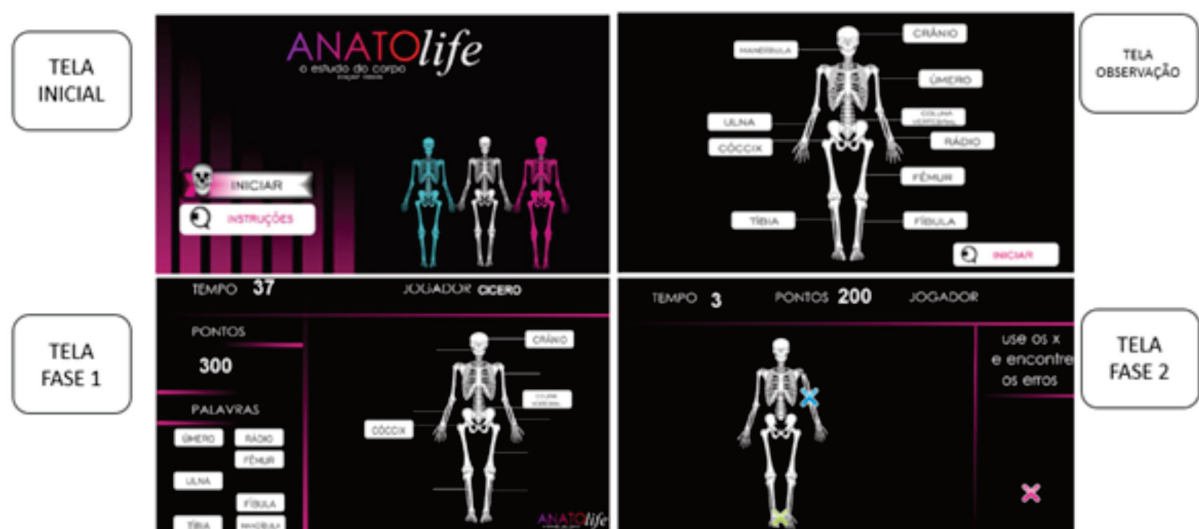 TELA
INICIAL
ANATOlife
o estudo do corpo
INICIAR
INSTRUÇÕES
CRÂNIO
MANDÍBULA
ÚMERO
COLUNA
VERTEBRAL
ULNA
RÁDIO
CÓCCIX
FÊMUR
TÍBIA
FÍBULA
INICIAR
TELA
OBSERVAÇÃO
TELA
FASE 1
TEMPO 37
JOGADOR CICERO
PONTOS
300
PALAVRAS
ÚMERO RÁDIO
FÊMUR
ULNA
FÍBULA
TÍBIA MANDÍBULA
CRÂNIO
COLUNA
VERTEBRAL
CÓCCIX
ANATOlife
TEMPO 3 PONTOS 200 JOGADOR
use os x
e encontre
os erros
TELA
FASE 2